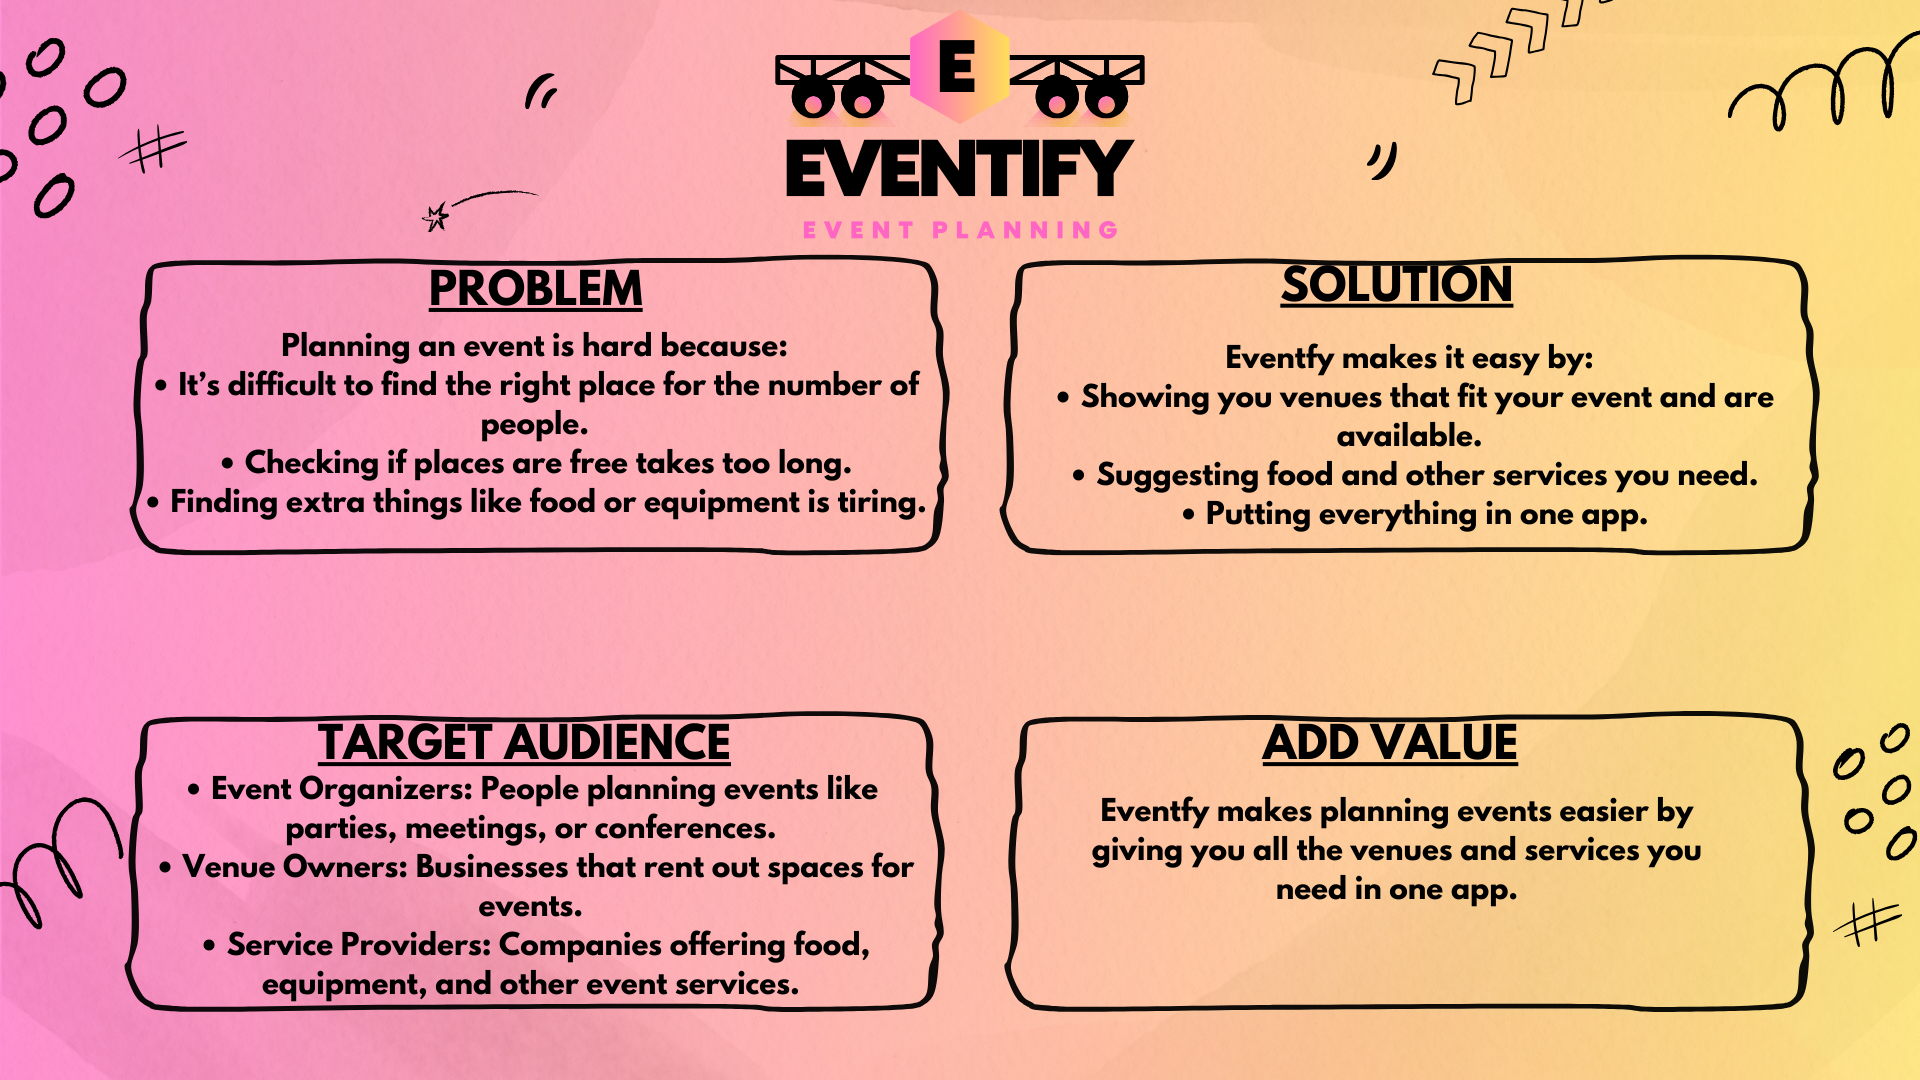 E
EVENTIFY
EVENT PLANNING
PROBLEM
Planning an event is hard because:
• It’s difficult to find the right place for the number of
people.
• Checking if places are free takes too long.
• Finding extra things like food or equipment is tiring.
SOLUTION
Eventfy makes it easy by:
• Showing you venues that fit your event and are
available.
• Suggesting food and other services you need.
• Putting everything in one app.
TARGET AUDIENCE
• Event Organizers: People planning events like
parties, meetings, or conferences.
• Venue Owners: Businesses that rent out spaces for
events.
• Service Providers: Companies offering food,
equipment, and other event services.
ADD VALUE
Eventfy makes planning events easier by
giving you all the venues and services you
need in one app.